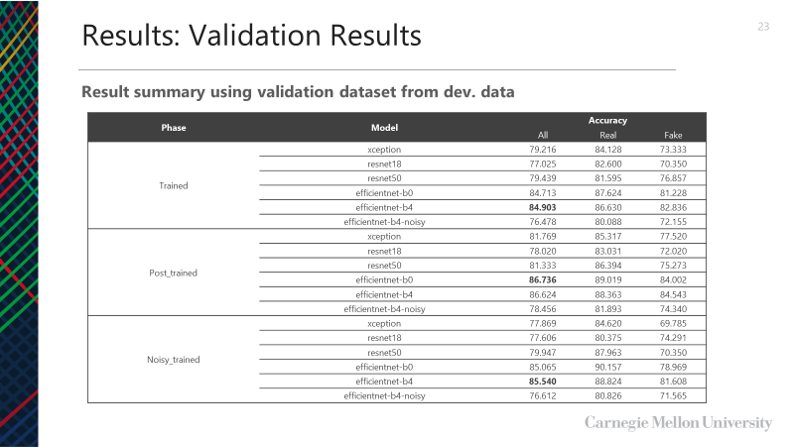 Results: Validation Results
23
Result summary using validation dataset from dev. data
Phase Model Accuracy
All Real Fake
Trained
xception 79.216 84.128 73.333
resnet18 77.025 82.600 70.350
resnet50 79.439 81.595 76.857
efficientnet-b0 84.713 87.624 81.228
efficientnet-b4 84.903 86.630 82.836
efficientnet-b4-noisy 76.478 80.088 72.155
Post_trained
xception 81.769 85.317 77.520
resnet18 78.020 83.031 72.020
resnet50 81.333 86.394 75.273
efficientnet-b0 86.736 89.019 84.002
efficientnet-b4 86.624 88.363 84.543
efficientnet-b4-noisy 78.456 81.893 74.340
Noisy_trained
xception 77.869 84.620 69.785
resnet18 77.606 80.375 74.291
resnet50 79.947 87.963 70.350
efficientnet-b0 85.065 90.157 78.969
efficientnet-b4 85.540 88.824 81.608
efficientnet-b4-noisy 76.612 80.826 71.565
Carnegie Mellon University